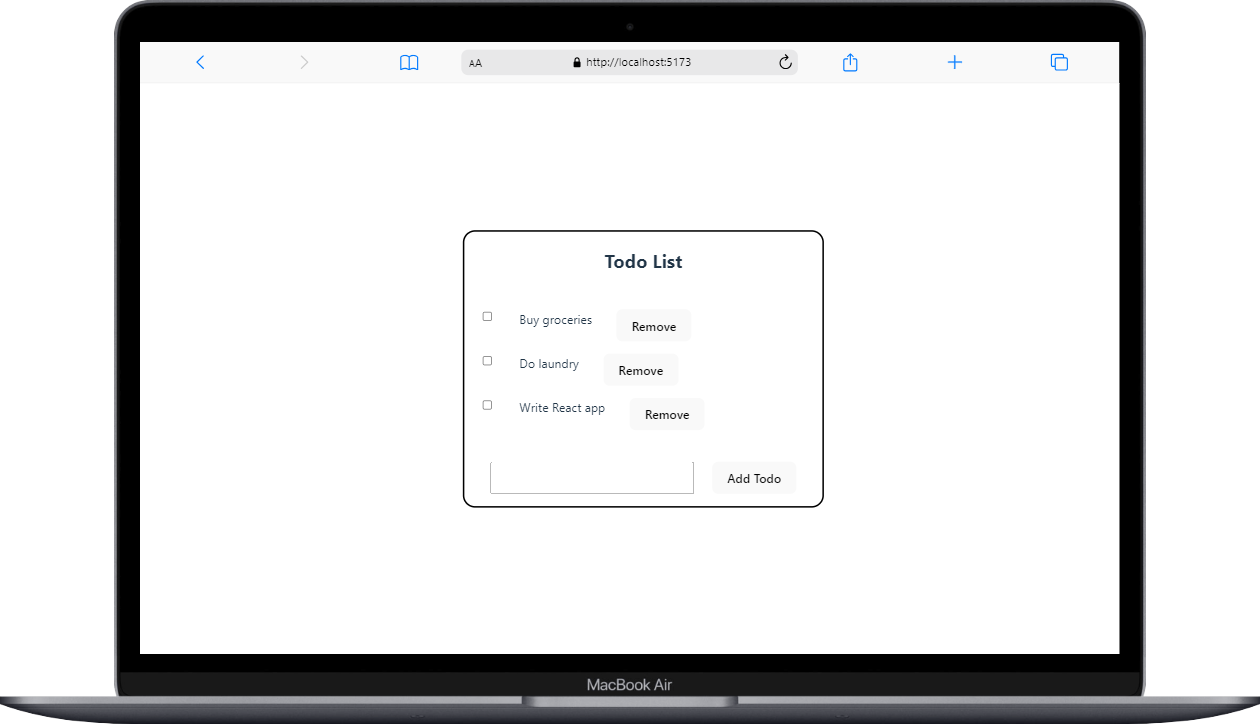 AA http://localhost:5173
Todo List
Buy groceries Remove
Do laundry Remove
Write React app Remove
Add Todo
MacBook Air